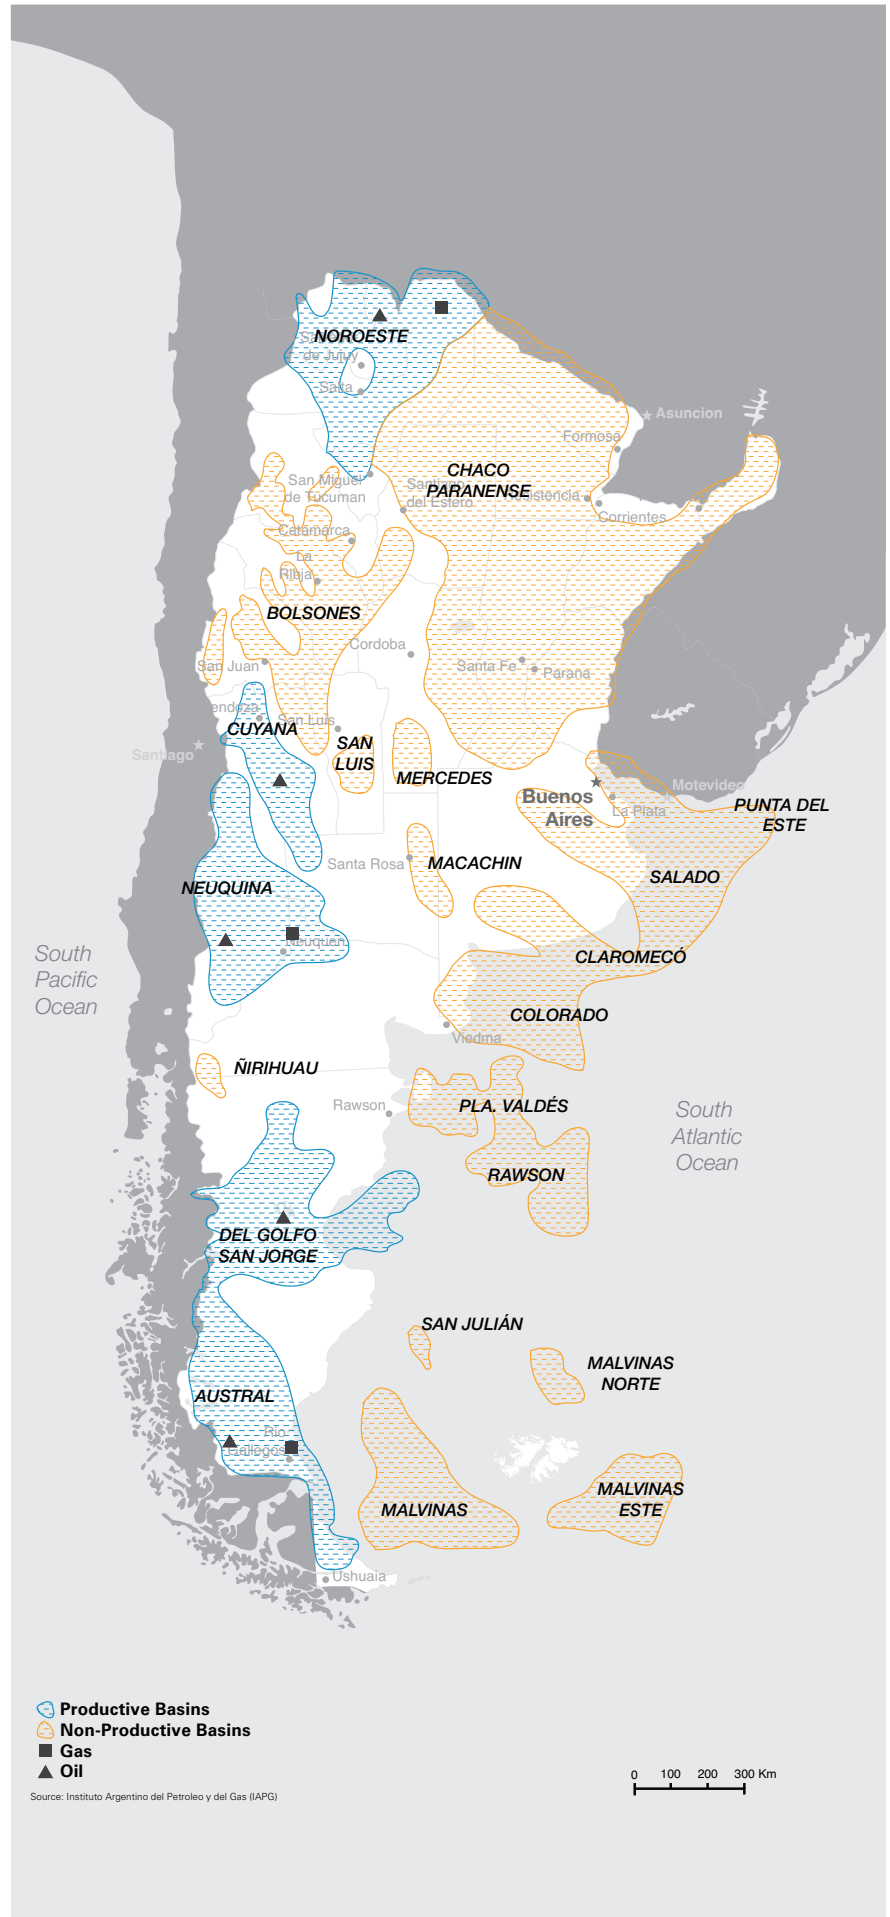 NOROESTE
de Jujuy
Salta
Asuncion
Formosa
CHACO
PARANENSE
San Miguel
de Tucuman
Santiago
del Estero
Resistencia
Corrientes
Catamarca
La
Rioja
BOLSONES
Cordoba
San Juan
Santa Fe
Parana
endoza
San Luis
CUYANA
SAN
LUIS
MERCEDES
Santiago
Buenos
Aires
La Plata
Motevideo
PUNTA DEL
ESTE
Santa Rosa
MACACHIN
SALADO
NEUQUINA
Neuquen
South
Pacific
Ocean
CLAROMECÓ
COLORADO
Viedma
ÑIRIHUAU
Rawson
PLA. VALDÉS
South
Atlantic
Ocean
RAWSON
DEL GOLFO
SAN JORGE
SAN JULIÁN
MALVINAS
NORTE
AUSTRAL
Rio
Gallegos
MALVINAS
MALVINAS
ESTE
Ushuaia
Productive Basins
Non-Productive Basins
Gas
Oil
0 100 200 300 Km
Source: Instituto Argentino del Petroleo y del Gas (IAPG)